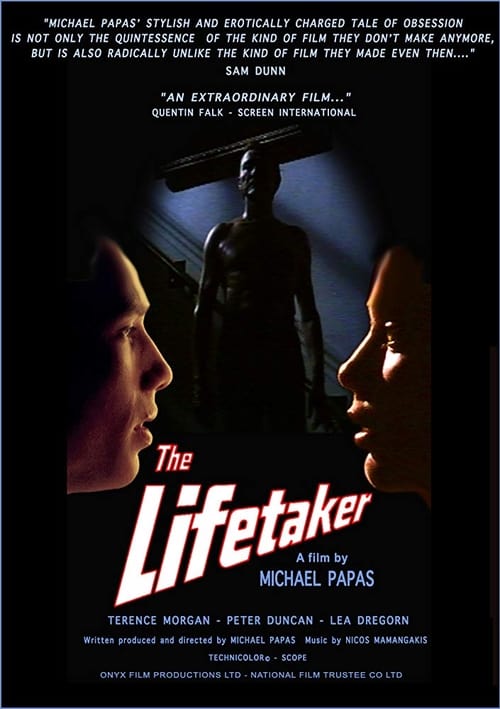 "MICHAEL PAPAS' STYLISH AND EROTICALLY CHARGED TALE OF OBSESSION
IS NOT ONLY THE QUINTESSENCE OF THE KIND OF FILM THEY DON'T MAKE ANYMORE,
BUT IS ALSO RADICALLY UNLIKE THE KIND OF FILM THEY MADE EVEN THEN...."
SAM DUNN
"AN EXTRAORDINARY FILM..."
QUENTIN FALK - SCREEN INTERNATIONAL
The
Lifetaker
A film by
MICHAEL PAPAS
TERENCE MORGAN - PETER DUNCAN - LEA DREGORN
Written produced and directed by MICHAEL PAPAS Music by NICOS MAMANGAKIS
TECHNICOLOR© - SCOPE
ONYX FILM PRODUCTIONS LTD - NATIONAL FILM TRUSTEE CO LTD